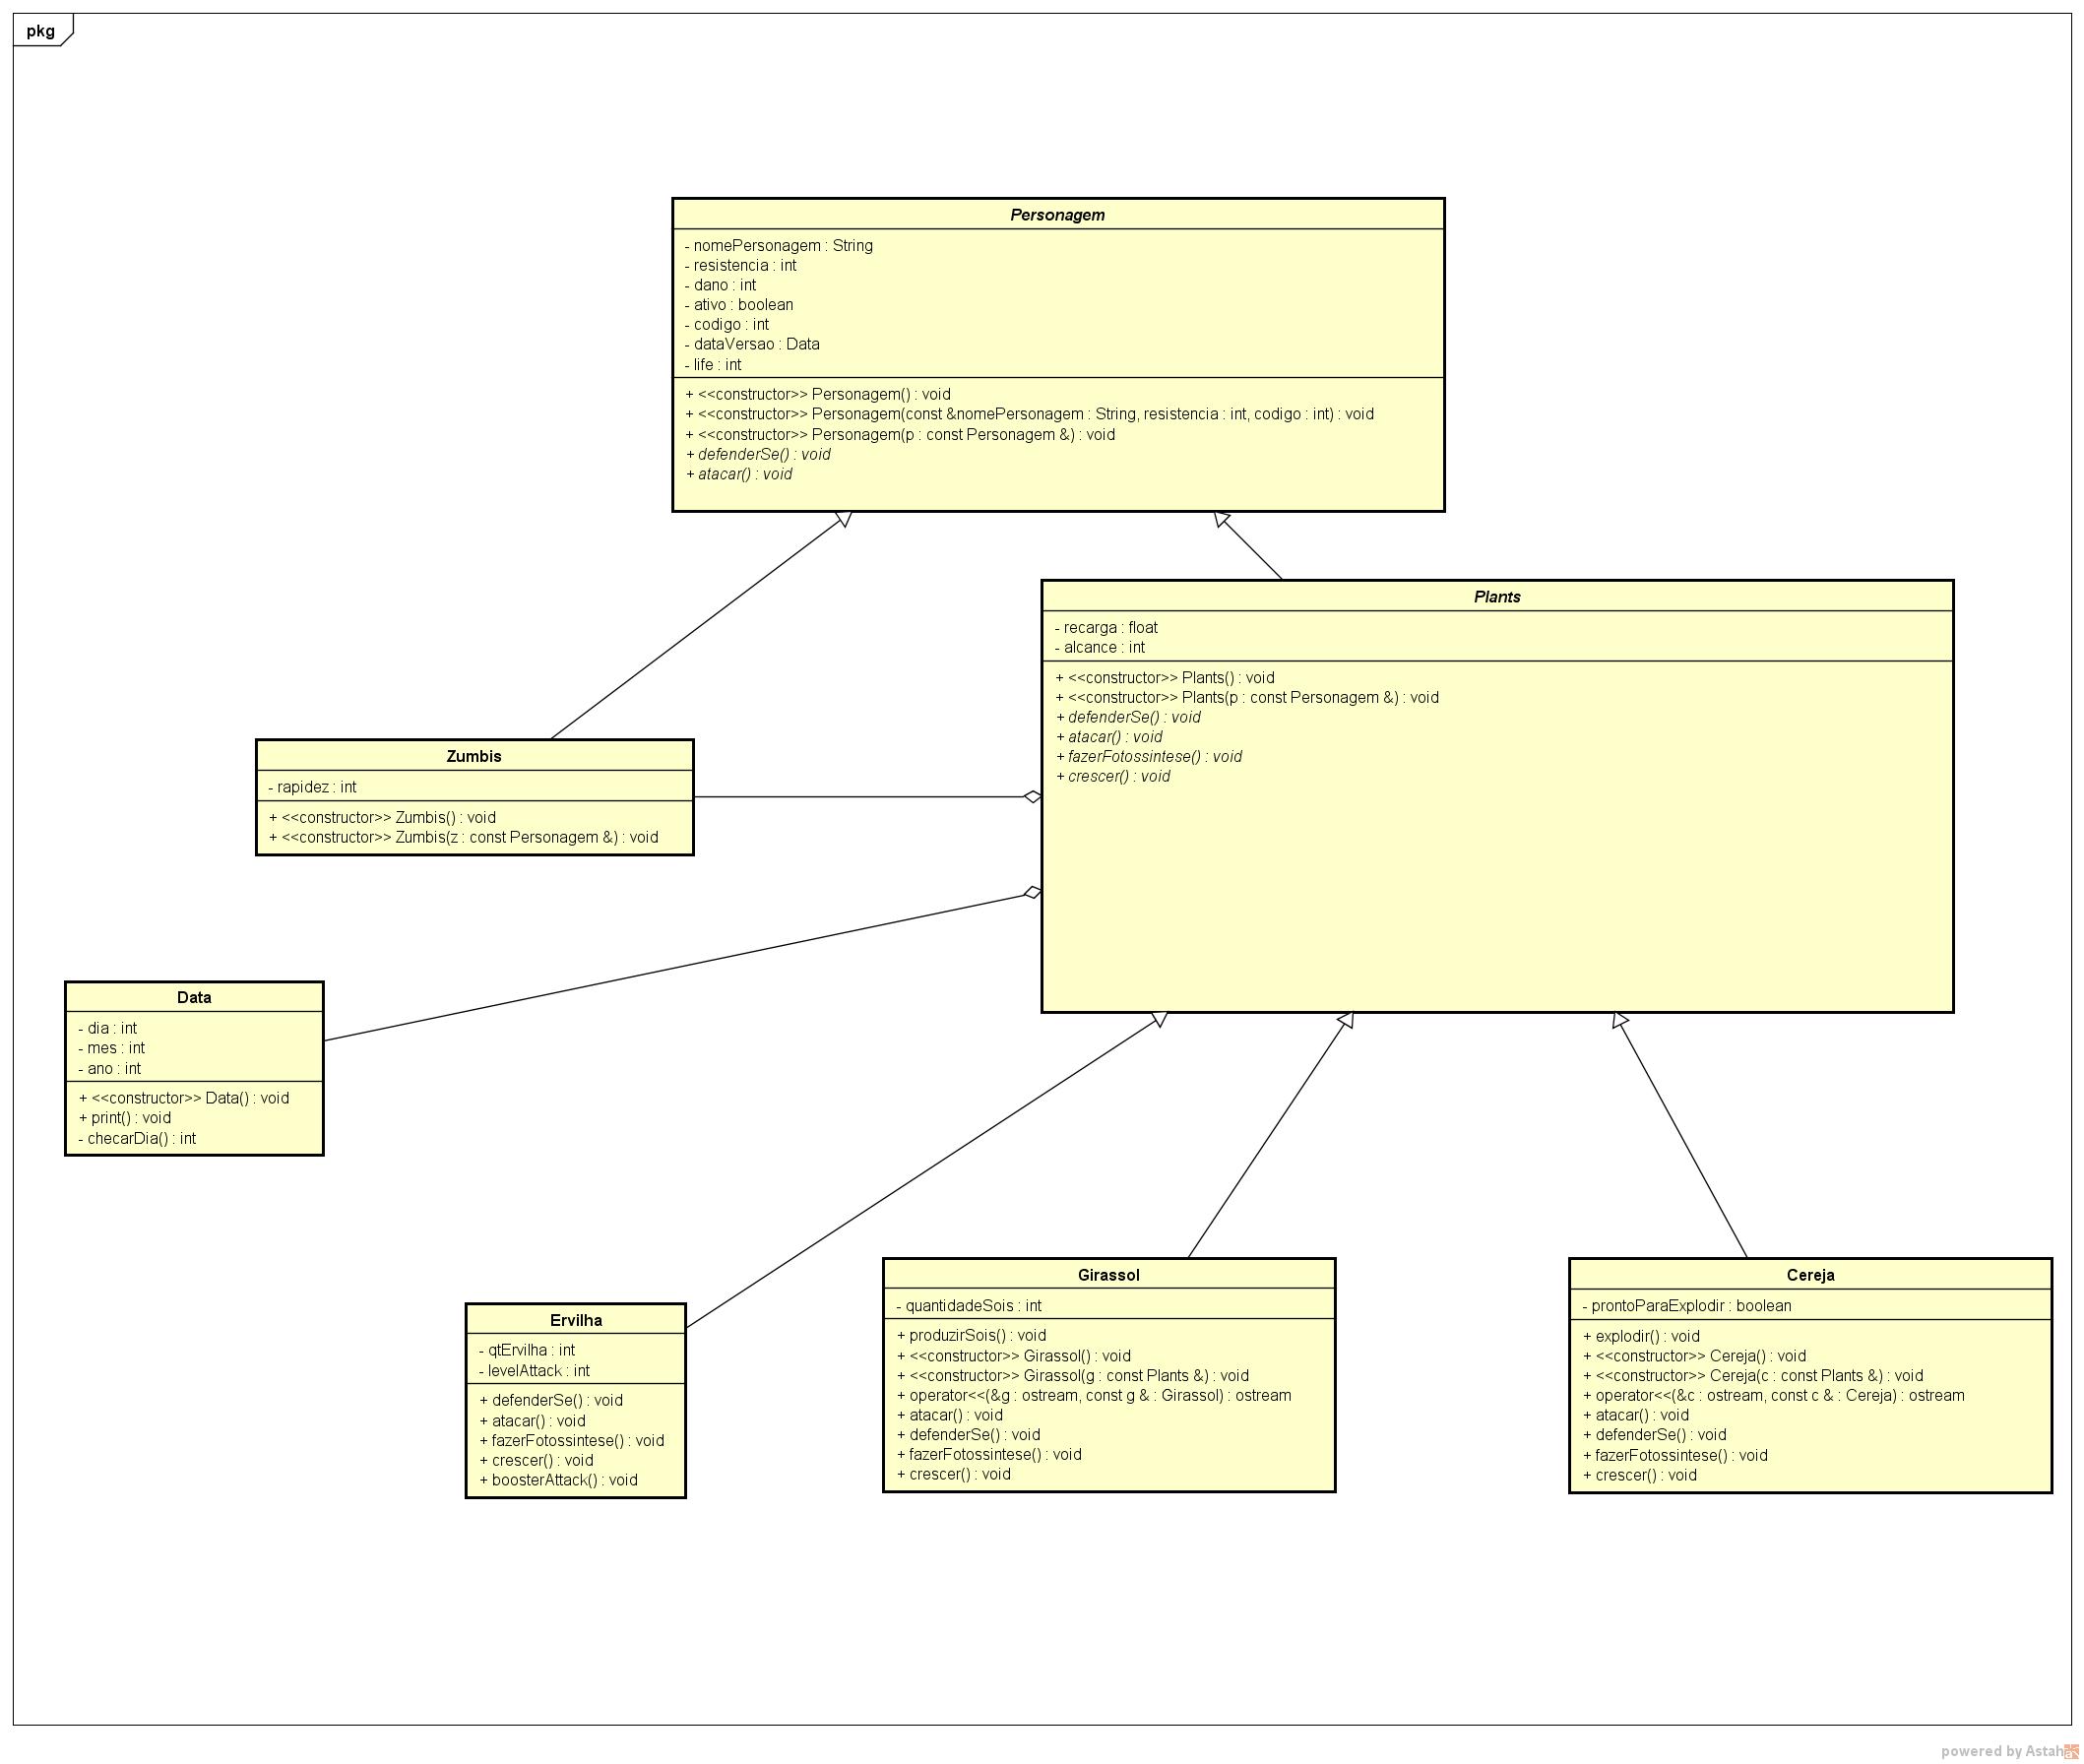 pkg
Personagem
- nomePersonagem : String
- resistencia : int
- dano : int
- ativo : boolean
- codigo : int
- dataVersao : Data
- life : int
+ <<constructor>> Personagem() : void
+ <<constructor>> Personagem(const &nomePersonagem : String, resistencia : int, codigo : int) : void
+ <<constructor>> Personagem(p : const Personagem &) : void
+ defenderSe() : void
+ atacar() : void
Plants
- recarga : float
- alcance : int
+ <<constructor>> Plants() : void
+ <<constructor>> Plants(p : const Personagem &) : void
+ defenderSe() : void
+ atacar() : void
+ fazerFotossintese() : void
+ crescer() : void
Zumbis
- rapidez : int
+ <<constructor>> Zumbis() : void
+ <<constructor>> Zumbis(z : const Personagem &) : void
Data
- dia : int
- mes : int
- ano : int
+ <<constructor>> Data() : void
+ print() : void
- checarDia() : int
Ervilha
- qtErvilha : int
- levelAttack : int
+ defenderSe() : void
+ atacar() : void
+ fazerFotossintese() : void
+ crescer() : void
+ boosterAttack() : void
Girassol
- quantidadeSois : int
+ produzirSois() : void
+ <<constructor>> Girassol() : void
+ <<constructor>> Girassol(g : const Plants &) : void
+ operator<<(&g : ostream, const g & : Girassol) : ostream
+ atacar() : void
+ defenderSe() : void
+ fazerFotossintese() : void
+ crescer() : void
Cereja
- prontoParaExplodir : boolean
+ explodir() : void
+ <<constructor>> Cereja() : void
+ <<constructor>> Cereja(c : const Plants &) : void
+ operator<<(&c : ostream, const c & : Cereja) : ostream
+ atacar() : void
+ defenderSe() : void
+ fazerFotossintese() : void
+ crescer() : void
powered by Astah